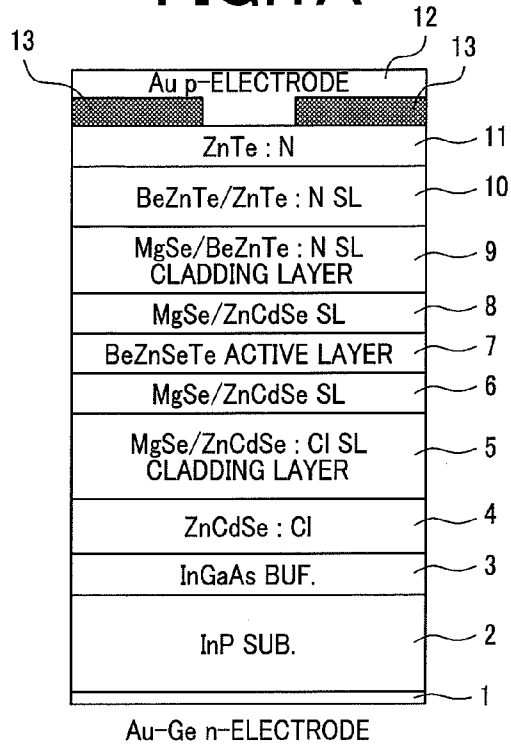 13
12
13
Au p-ELECTRODE
ZnTe : N
11
BeZnTe/ZnTe : N SL
10
MgSe/BeZnTe : N SL
CLADDING LAYER
9
MgSe/ZnCdSe SL
8
BeZnSeTe ACTIVE LAYER
7
MgSe/ZnCdSe SL
6
MgSe/ZnCdSe : Cl SL
CLADDING LAYER
5
ZnCdSe : Cl
4
InGaAs BUF.
3
InP SUB.
2
1
Au-Ge n-ELECTRODE